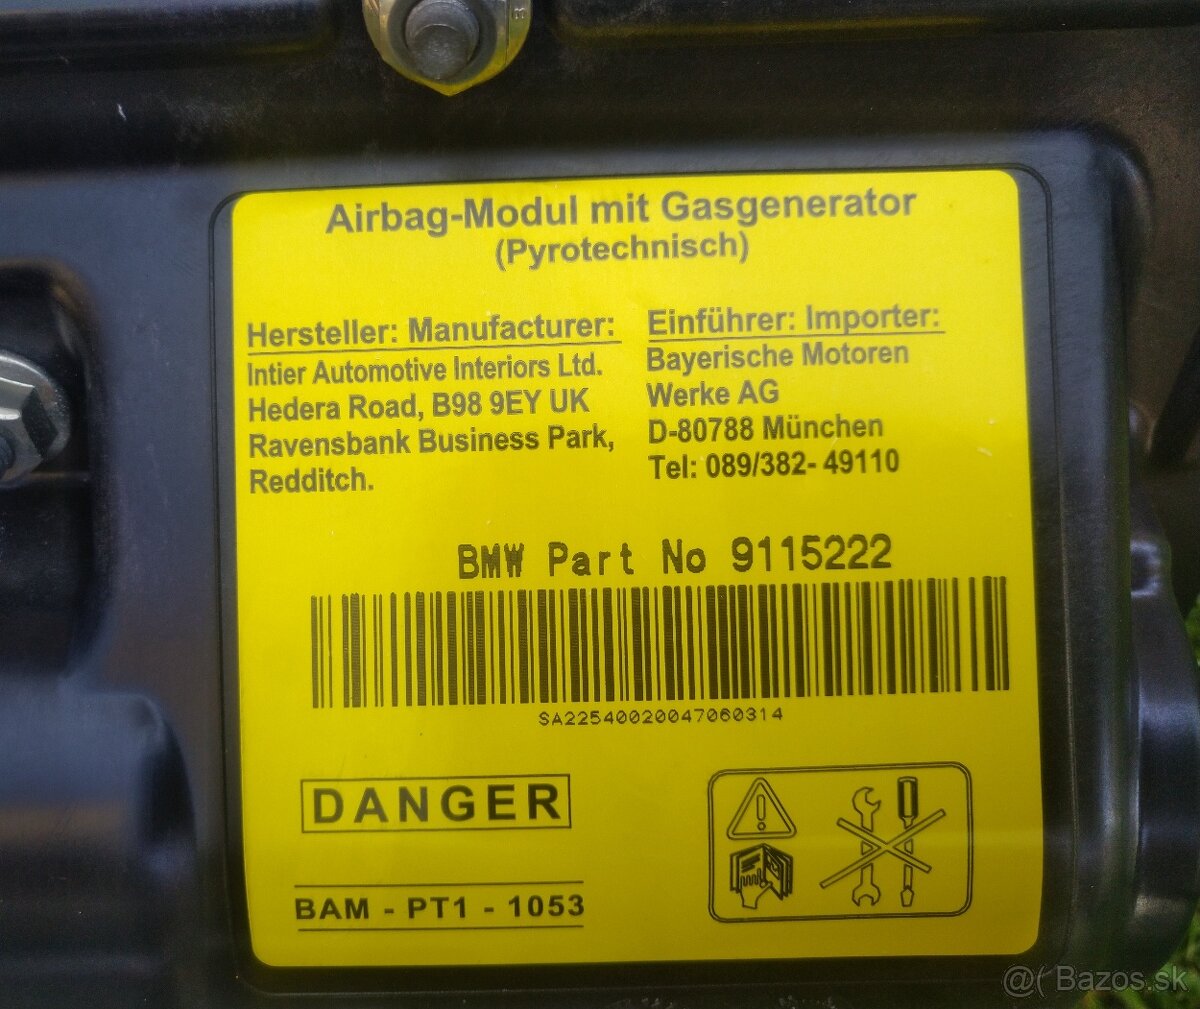 Airbag-Modul mit Gasgenerator
(Pyrotechnisch)
Hersteller: Manufacturer:
Intier Automotive Interiors Ltd.
Hedera Road, B98 9EY UK
Ravensbank Business Park,
Redditch.
Einführer: Importer:
Bayerische Motoren
Werke AG
D-80788 München
Tel: 089/382- 49110
BMW Part No 9115222
SA22540020047060314
DANGER
BAM - PT1 - 1053
@( Bazos.sk